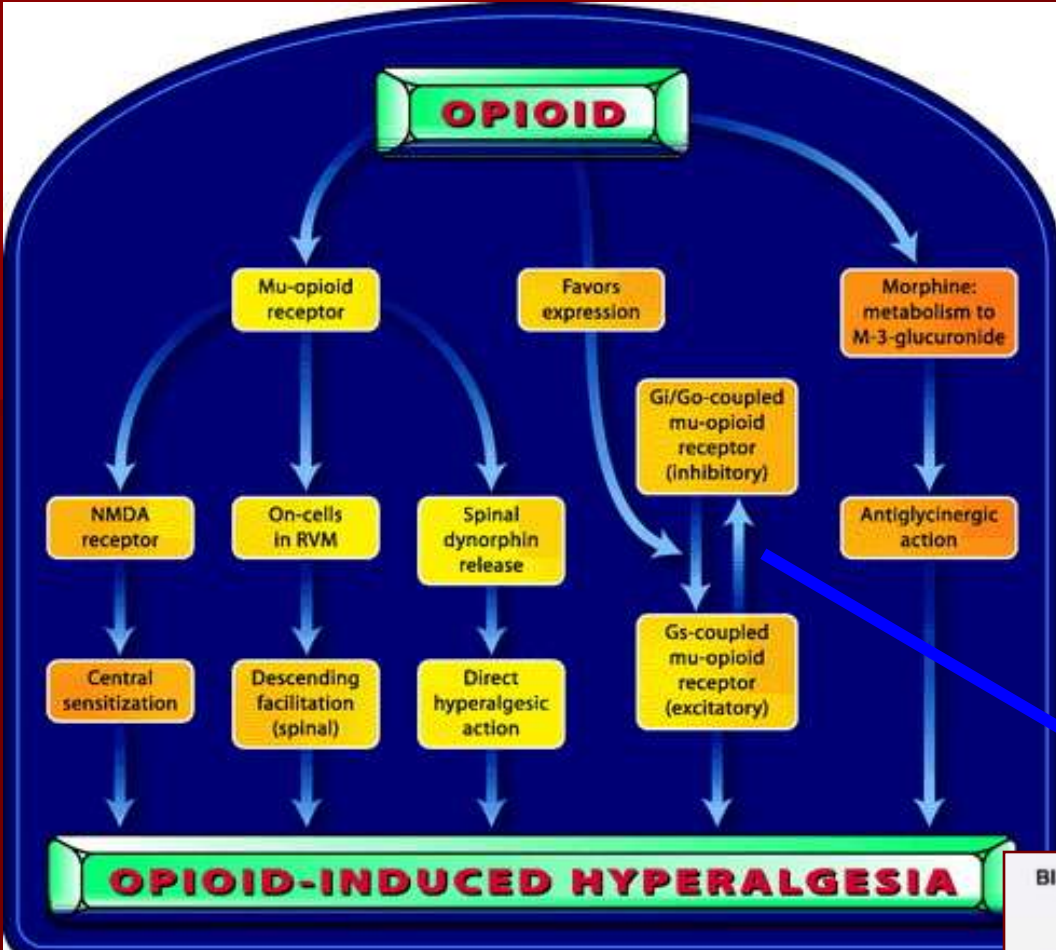 OPIOID
Mu-opioid
receptor
Favors
expression
Morphine:
metabolism to
M-3-glucuronide
Gi/Go-coupled
mu-opioid
receptor
(inhibitory)
NMDA
receptor
On-cells
in RVM
Spinal
dynorphin
release
Antiglycinergic
action
Gs-coupled
mu-opioid
receptor
(excitatory)
Central
sensitization
Descending
facilitation
(spinal)
Direct
hyperalgesic
action
OPIOID-INDUCED HYPERALGESIA
BI